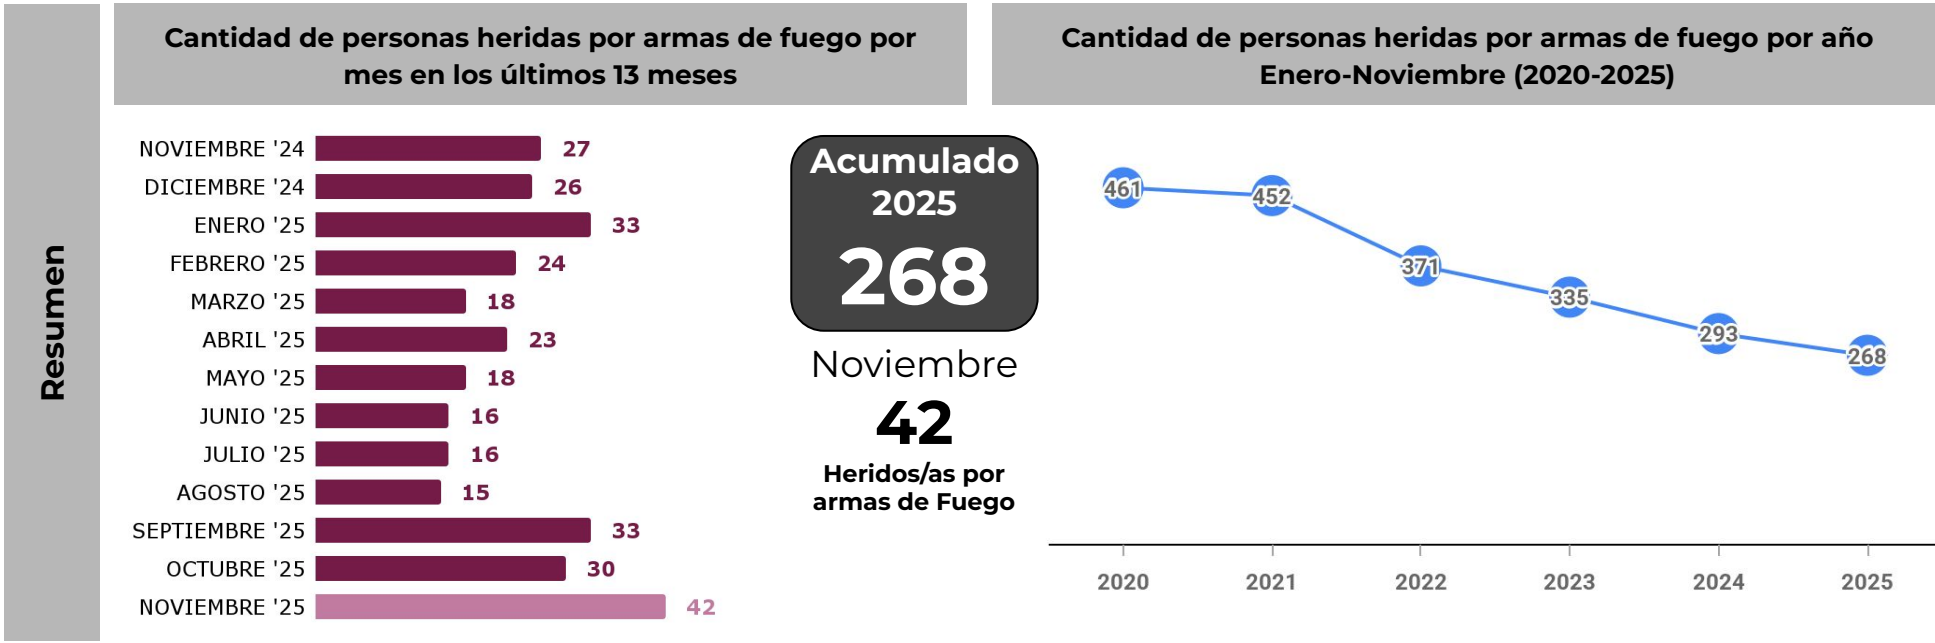 Resumen
Cantidad de personas heridas por armas de fuego por
mes en los últimos 13 meses
NOVIEMBRE '24 27
DICIEMBRE '24 26
ENERO '25 33
FEBRERO '25 24
MARZO '25 18
ABRIL '25 23
MAYO '25 18
JUNIO '25 16
JULIO '25 16
AGOSTO '25 15
SEPTIEMBRE '25 33
OCTUBRE '25 30
NOVIEMBRE '25 42
Acumulado
2025
268
Noviembre
42
Heridos/as por
armas de Fuego
Cantidad de personas heridas por armas de fuego por año
Enero-Noviembre (2020-2025)
461
452
371
335
293
268
2020 2021 2022 2023 2024 2025